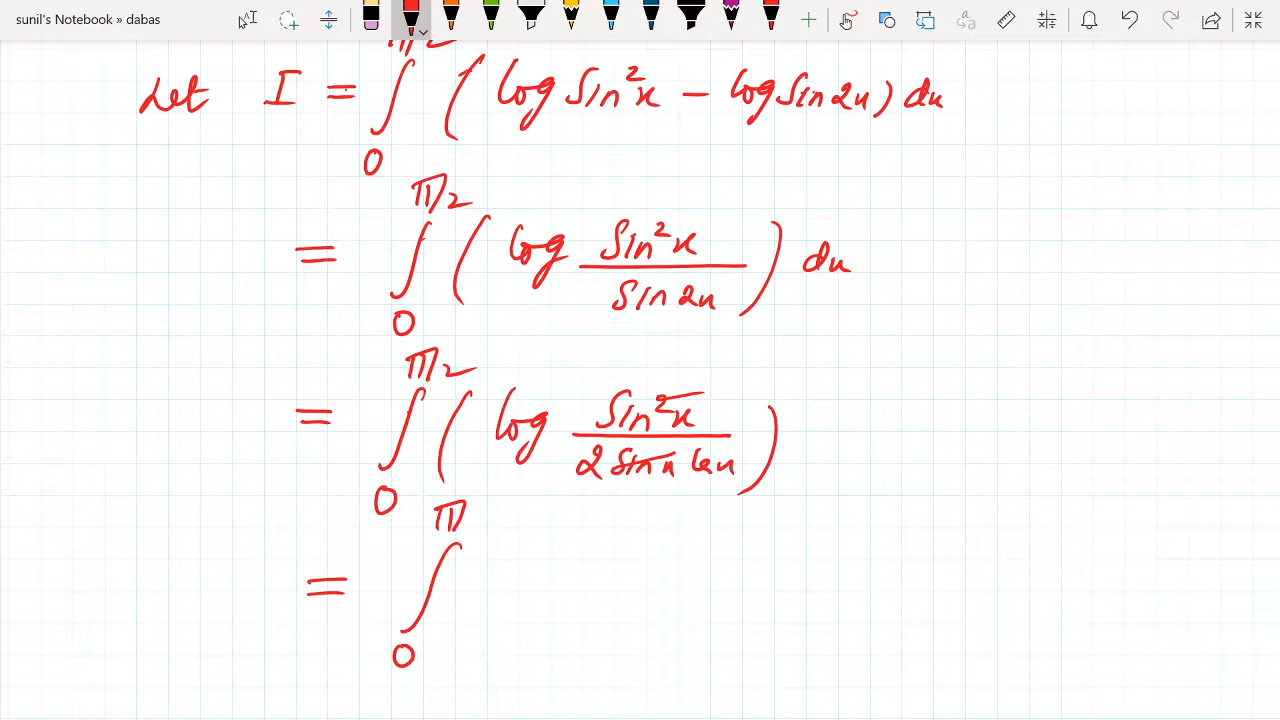 sunil's Notebook » dabas
π/2
Let I = ∫ ( log Sin²x − log Sin 2x ) dx
0
π/2
= ∫ ( log Sin²x / Sin 2x ) dx
0
π/2
= ∫ ( log Sin²x / 2 Sin x Cos x )
0
π
= ∫
0